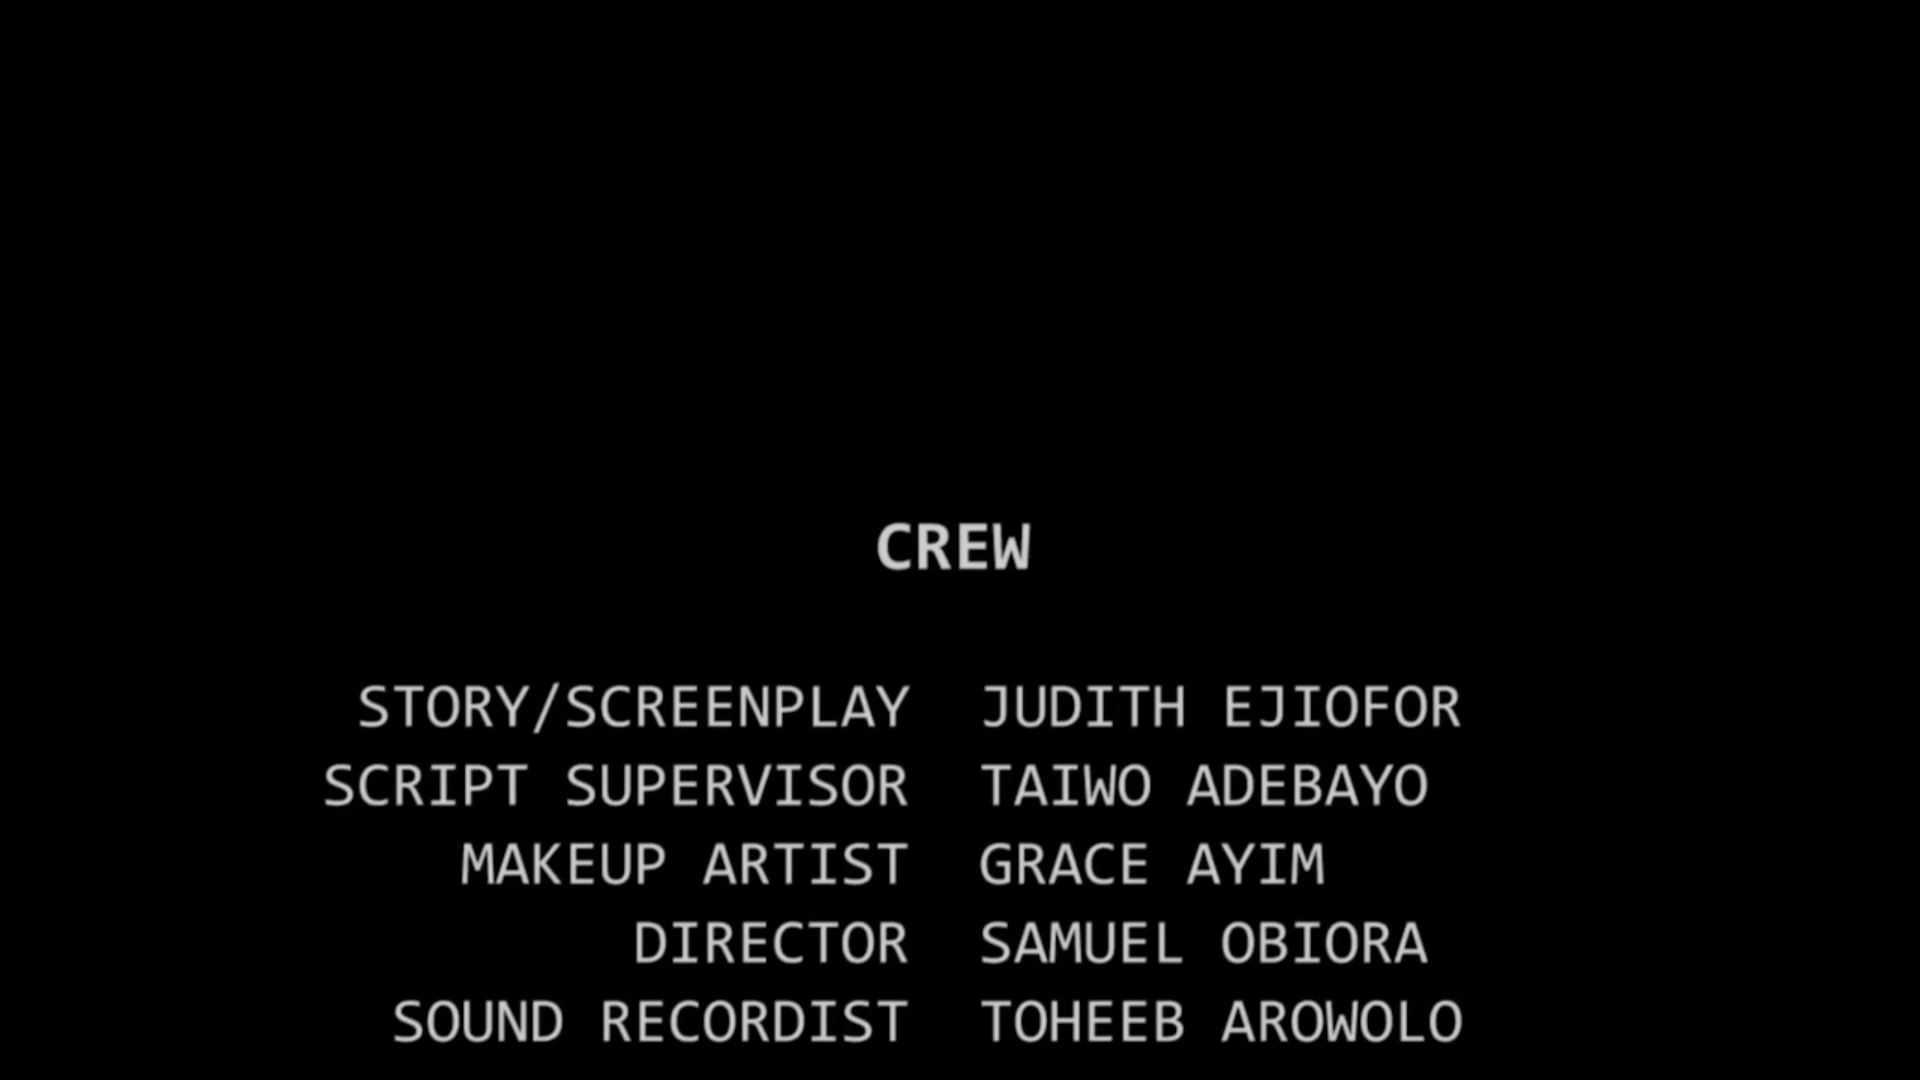 CREW
STORY/SCREENPLAY JUDITH EJIOFOR
SCRIPT SUPERVISOR TAIWO ADEBAYO
MAKEUP ARTIST GRACE AYIM
DIRECTOR SAMUEL OBIORA
SOUND RECORDIST TOHEEB AROWOLO